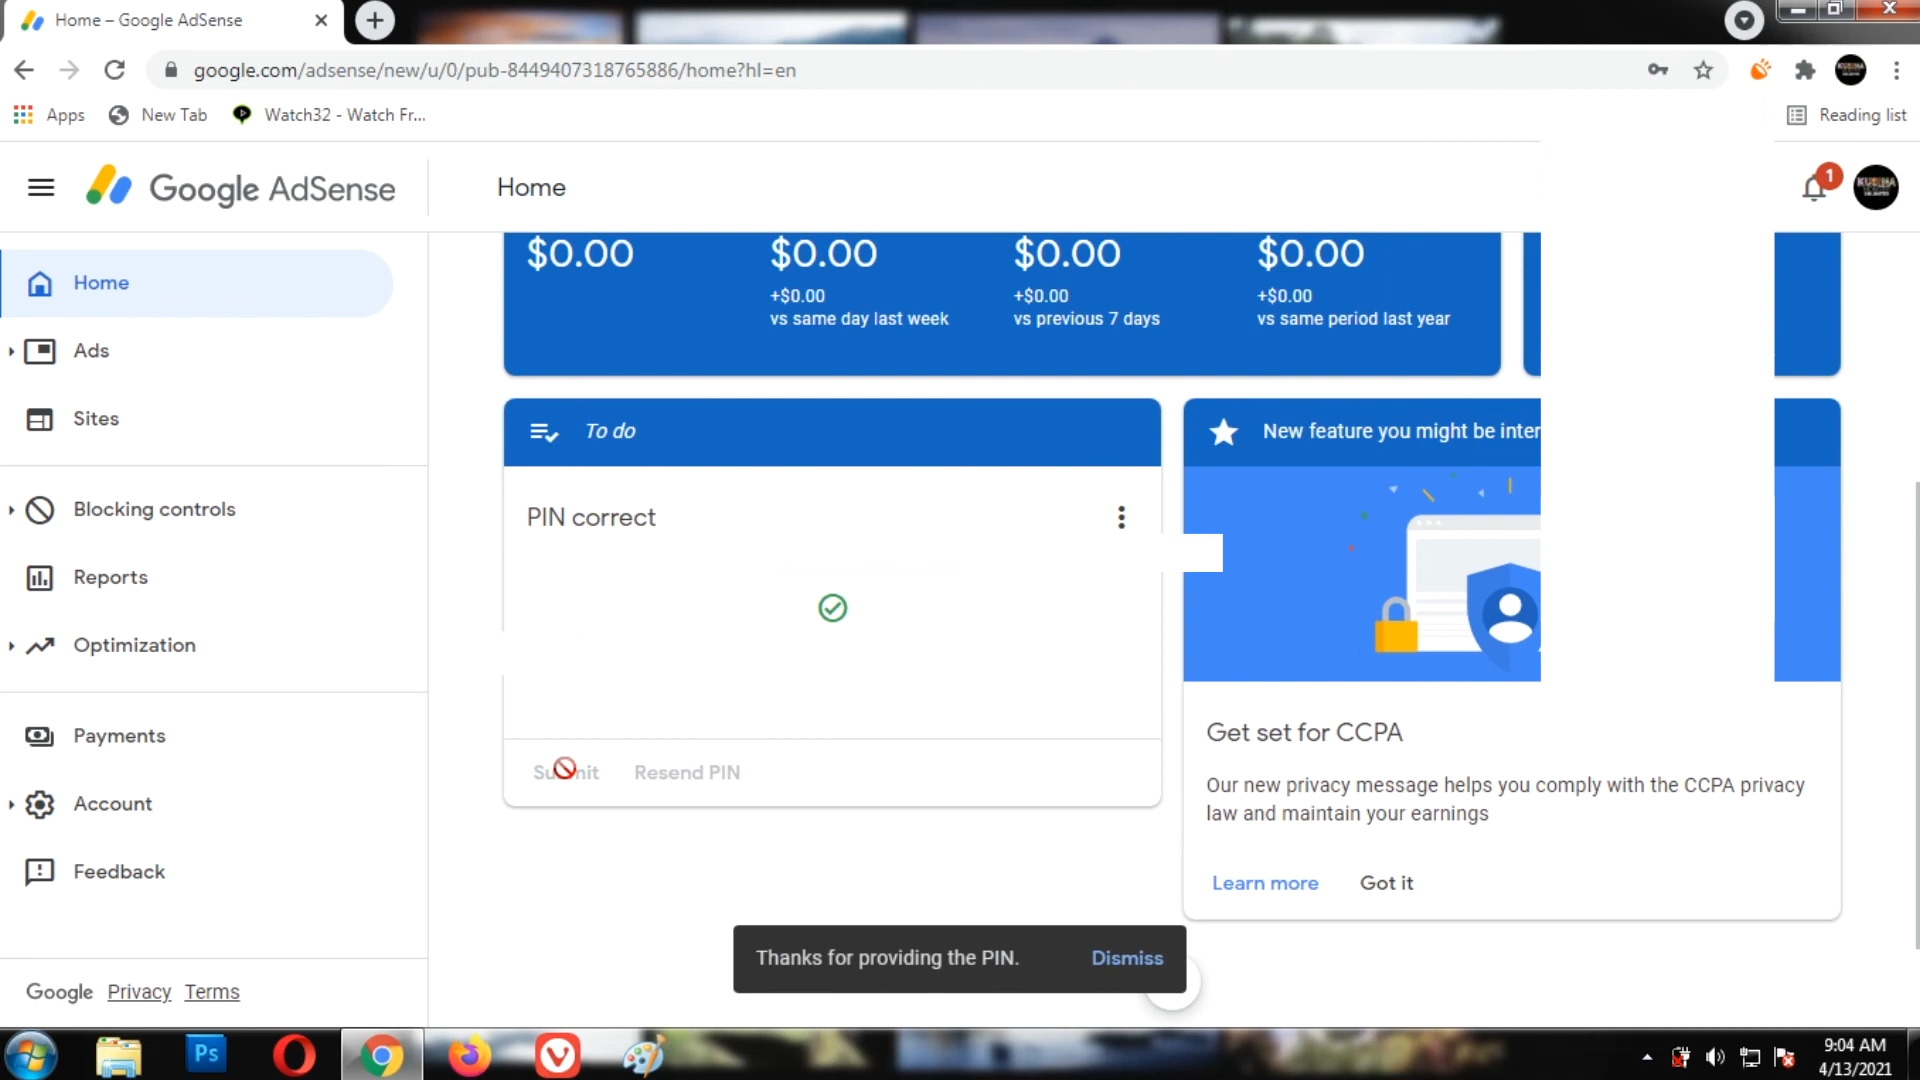 Home – Google AdSense
google.com/adsense/new/u/0/pub-8449407318765886/home?hl=en
Apps
New Tab
Watch32 - Watch Fr...
Reading list
Google AdSense
Home
1
$0.00
$0.00
$0.00
$0.00
+$0.00
+$0.00
+$0.00
vs same day last week
vs previous 7 days
vs same period last year
Home
Ads
Sites
Blocking controls
Reports
Optimization
Payments
Account
Feedback
To do
PIN correct
Submit
Resend PIN
New feature you might be inter
Get set for CCPA
Our new privacy message helps you comply with the CCPA privacy
law and maintain your earnings
Learn more
Got it
Thanks for providing the PIN.
Dismiss
Google Privacy Terms
Ps
9:04 AM
4/13/2021